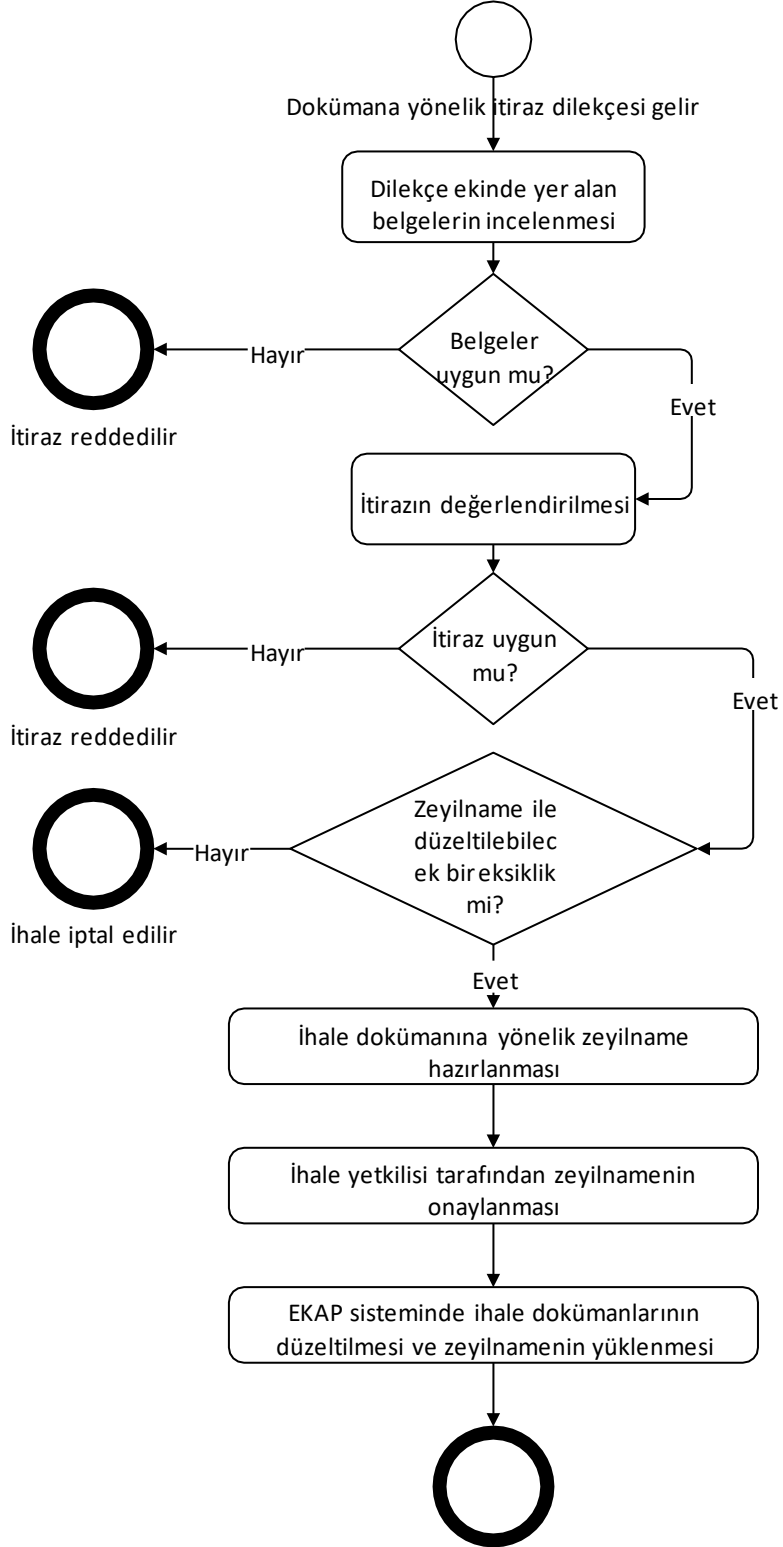 Dokümana yönelik itiraz dilekçesi gelir
Dilekçe ekinde yer alan
belgelerin incelenmesi
Belgeler
uygun mu?
Hayır
Evet
İtiraz reddedilir
İtirazın değerlendirilmesi
İtiraz uygun
mu?
Hayır
Evet
İtiraz reddedilir
Zeyilname ile
düzeltilebilec
ek bir eksiklik
mi?
Hayır
İhale iptal edilir
Evet
İhale dokümanına yönelik zeyilname
hazırlanması
İhale yetkilisi tarafından zeyilnamenin
onaylanması
EKAP sisteminde ihale dokümanlarının
düzeltilmesi ve zeyilnamenin yüklenmesi